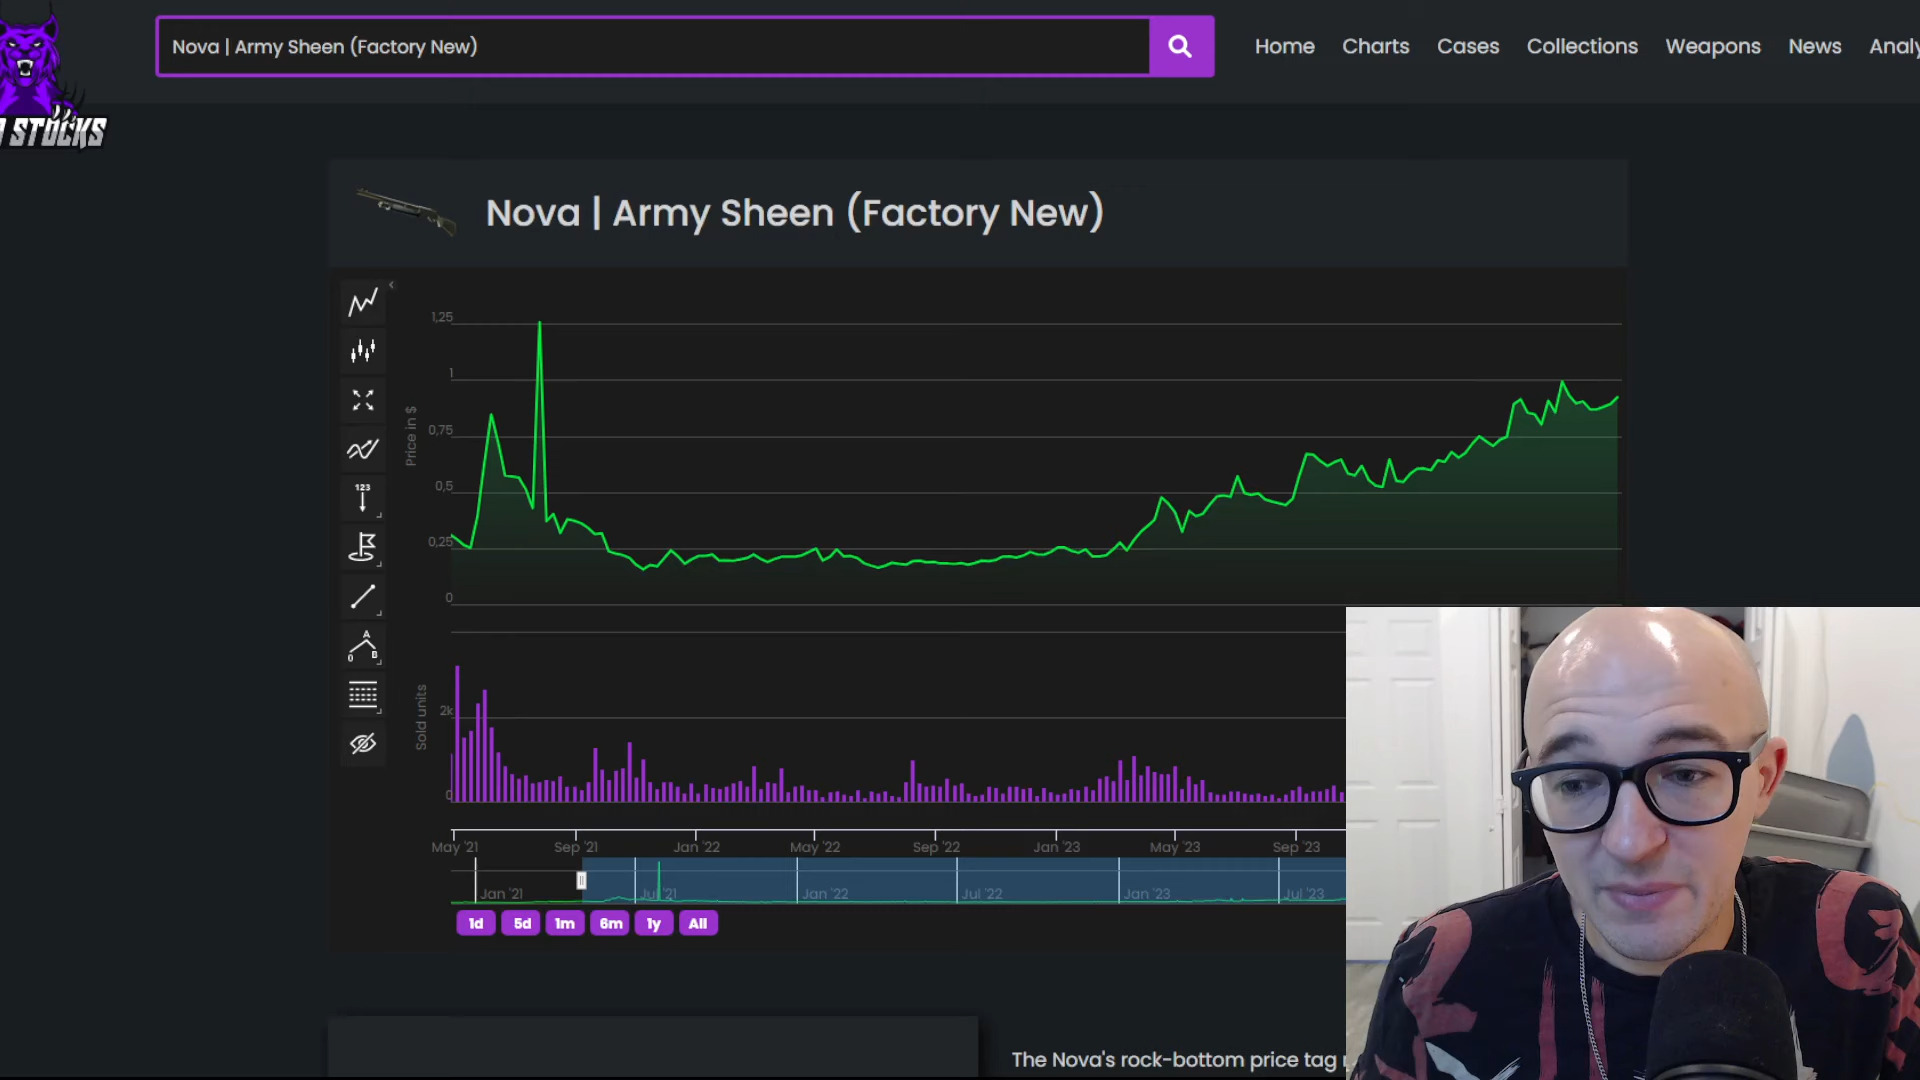 Nova | Army Sheen (Factory New)
Home
Charts
Cases
Collections
Weapons
News
Analy
STOCKS
Nova | Army Sheen (Factory New)
1,25
1
0,75
0,5
0,25
0
Price in $
123
A
0 B
2k
0
Sold units
May '21
Sep '21
Jan '22
May '22
Sep '22
Jan '23
May '23
Sep '23
Jan '21
Jul '21
Jan '22
Jul '22
Jan '23
Jul '23
1d
5d
1m
6m
1y
All
The Nova's rock-bottom price tag